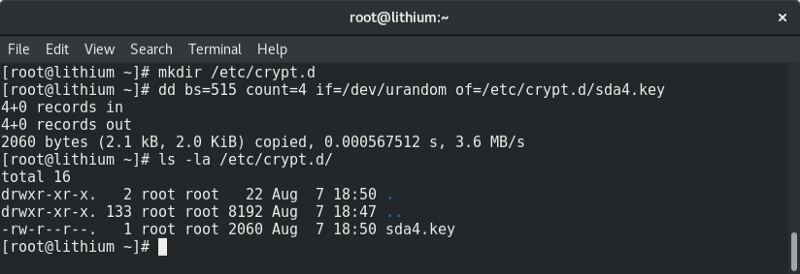 root@lithium:~
File Edit View Search Terminal Help
[root@lithium ~]# mkdir /etc/crypt.d
[root@lithium ~]# dd bs=515 count=4 if=/dev/urandom of=/etc/crypt.d/sda4.key
4+0 records in
4+0 records out
2060 bytes (2.1 kB, 2.0 KiB) copied, 0.000567512 s, 3.6 MB/s
[root@lithium ~]# ls -la /etc/crypt.d/
total 16
drwxr-xr-x.   2 root root   22 Aug  7 18:50 .
drwxr-xr-x. 133 root root 8192 Aug  7 18:47 ..
-rw-r--r--.   1 root root 2060 Aug  7 18:50 sda4.key
[root@lithium ~]#